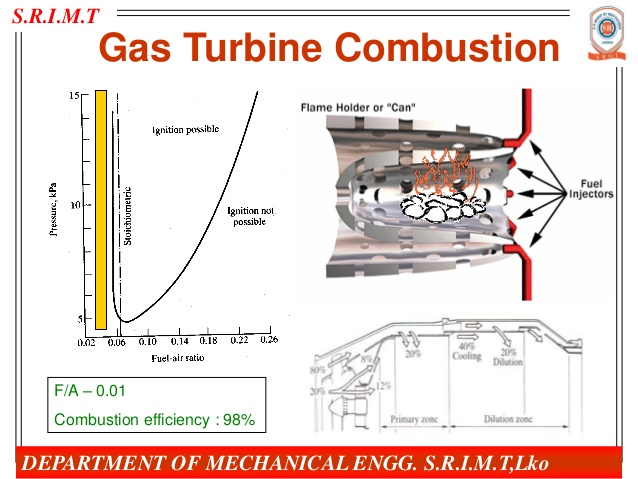 S.R.I.M.T
Gas Turbine Combustion
15
10
5
Pressure, kPa
Ignition possible
Stoichiometric
Ignition not
possible
0.02 0.06 0.10 0.14 0.18 0.22 0.26
Fuel-air ratio
Flame Holder or "Can"
Fuel
Injectors
80%
20%
8%
12%
20%
40%
Cooling
20%
Dilution
Primary zone
Dilution zone
F/A – 0.01
Combustion efficiency : 98%
DEPARTMENT OF MECHANICAL ENGG. S.R.I.M.T,Lko